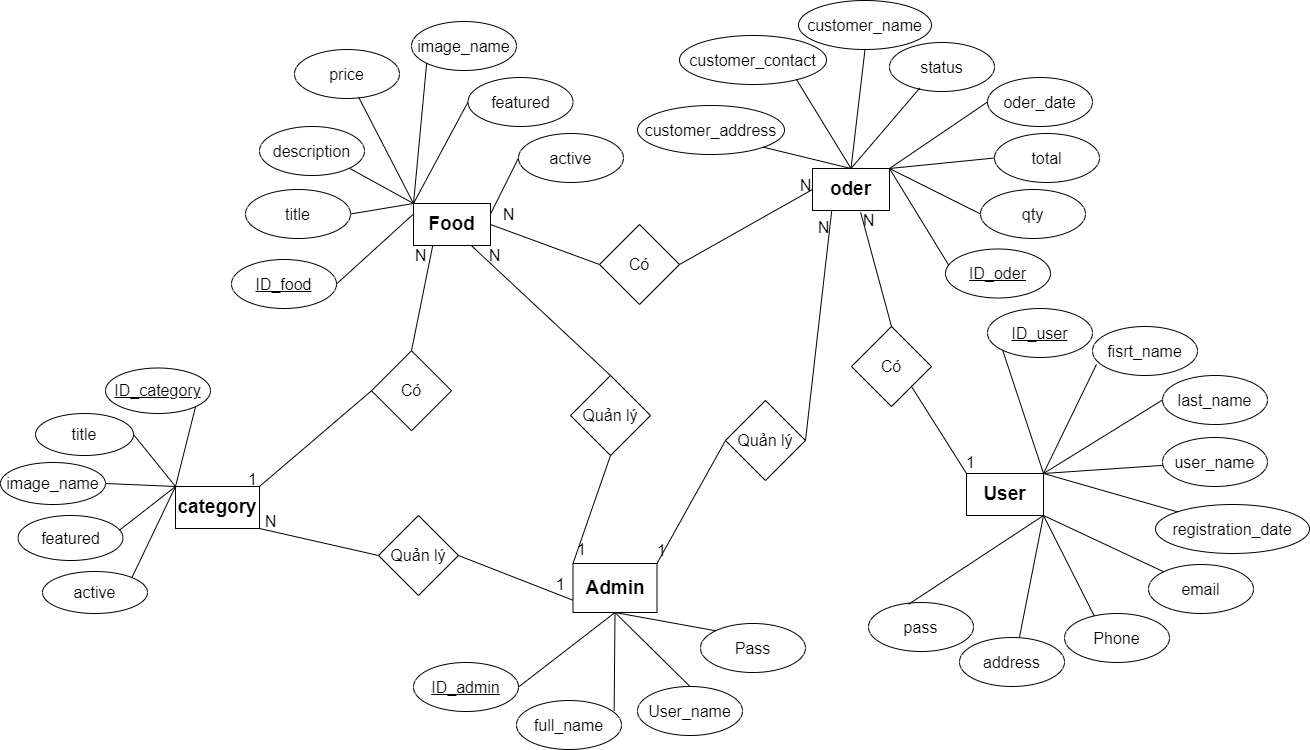 customer_name
image_name
customer_contact
status
price
featured
oder_date
customer_address
description
active
total
N
oder
title
Food
N
qty
N
N
N
N
Có
ID_food
ID_oder
ID_user
fisrt_name
Có
Có
ID_category
last_name
title
Quản lý
Quản lý
user_name
1
1
image_name
category
User
N
featured
registration_date
Quản lý
1
1
1
Admin
active
email
pass
Phone
Pass
address
ID_admin
User_name
full_name